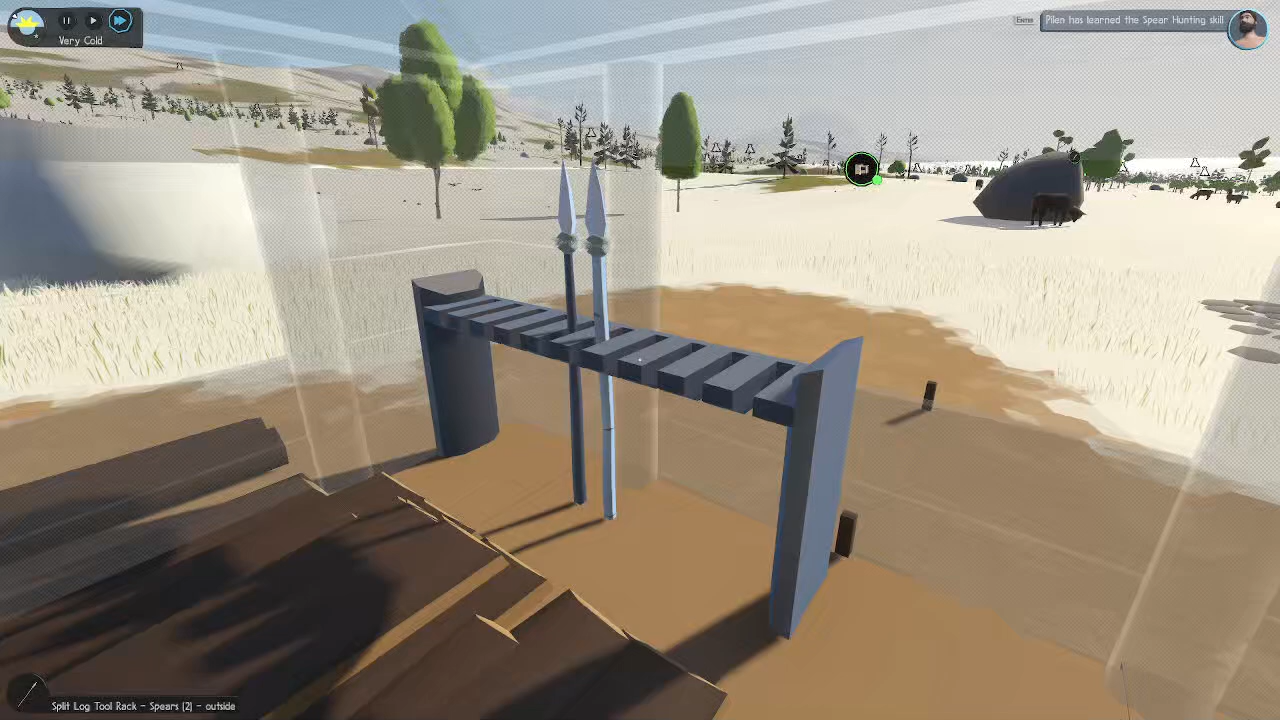 Very Cold
Pilen has learned the Spear Hunting skill
Split Log Tool Rack - Spears (2) - outside